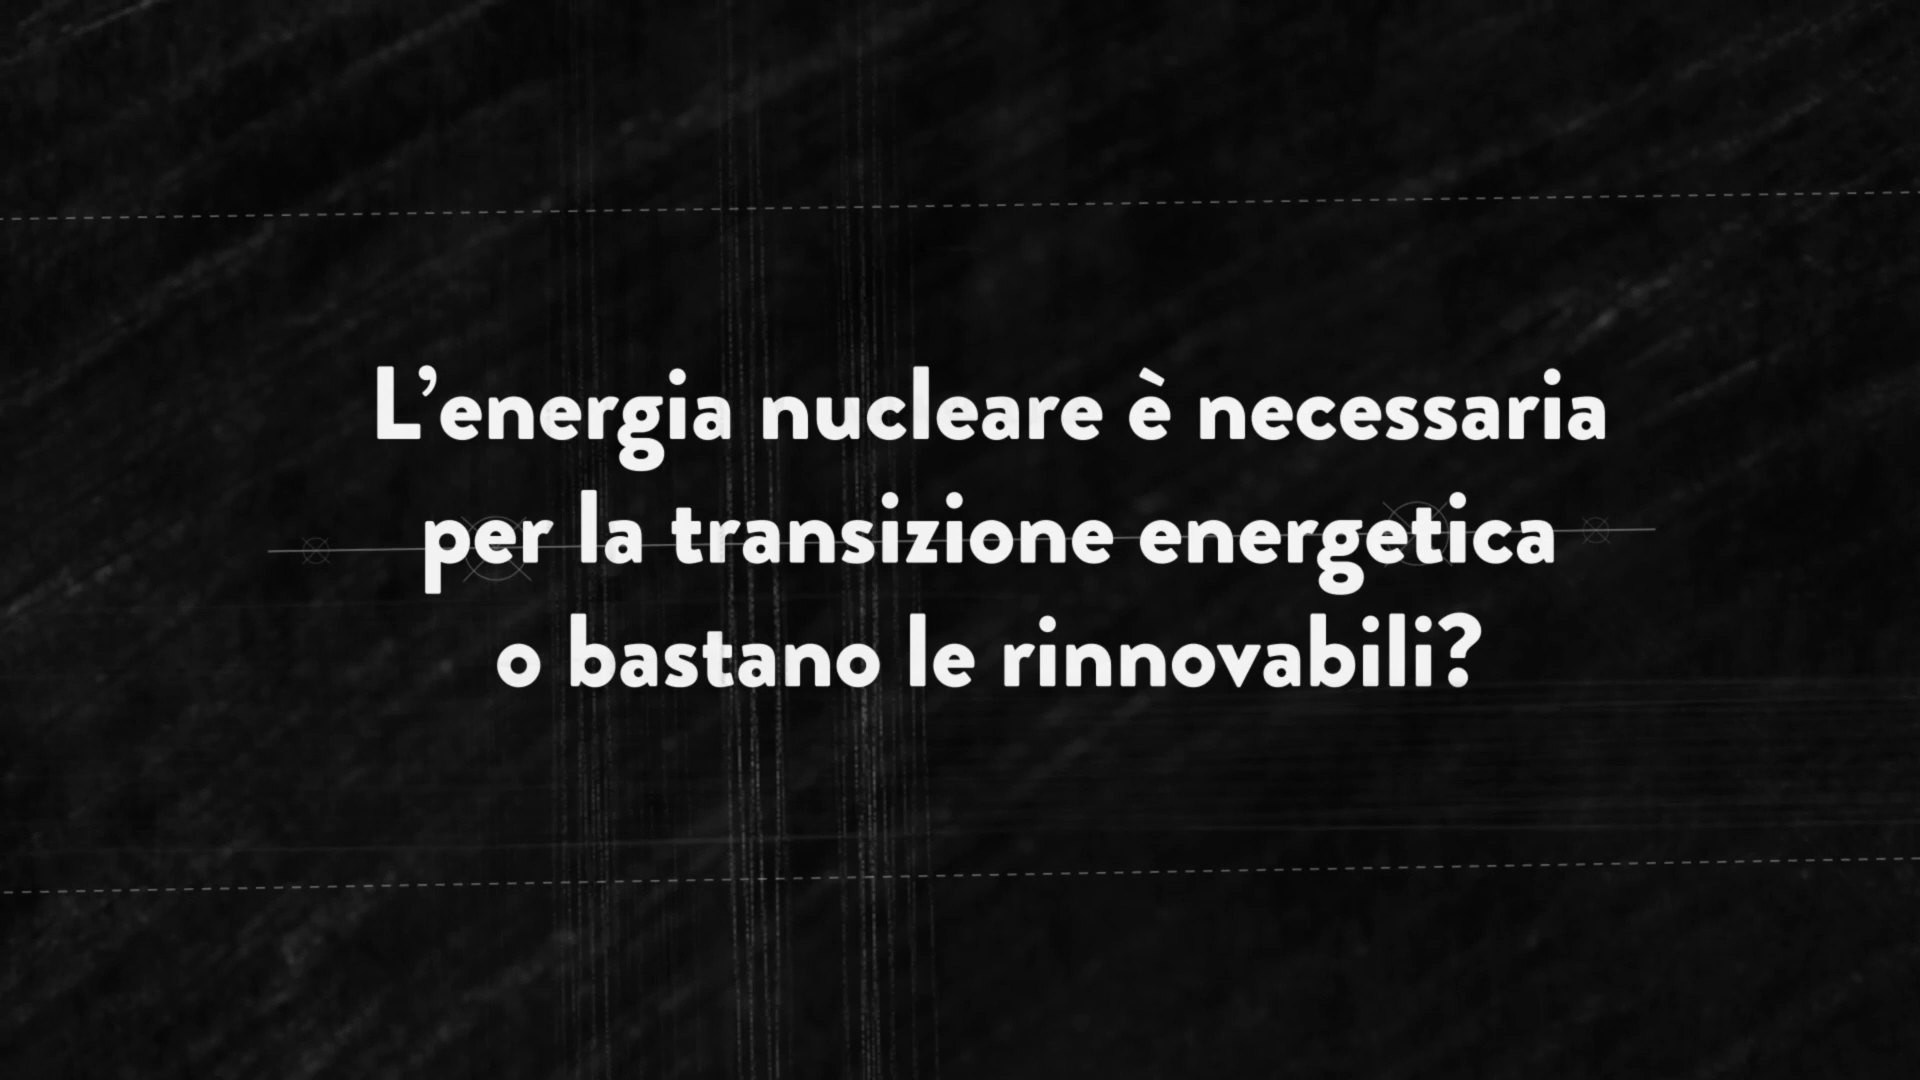 L’energia nucleare è necessaria
per la transizione energetica
o bastano le rinnovabili?